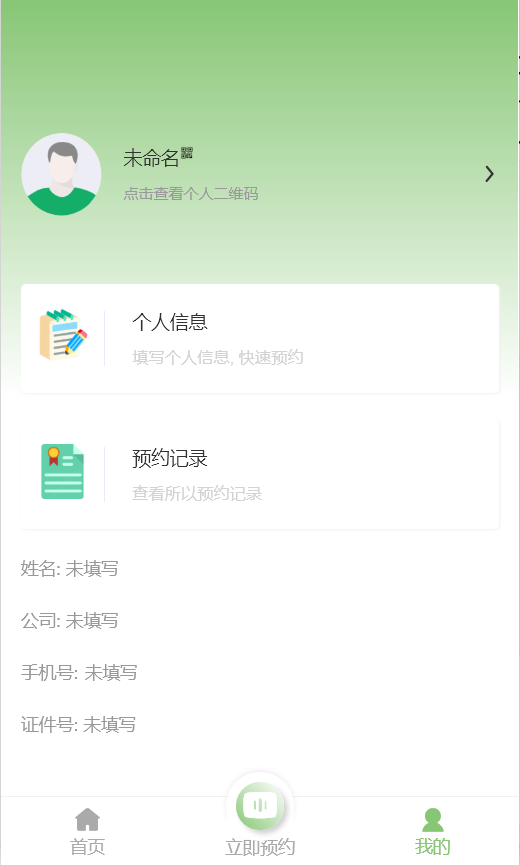 未命名
点击查看个人二维码
个人信息
填写个人信息, 快速预约
预约记录
查看所以预约记录
姓名: 未填写
公司: 未填写
手机号: 未填写
证件号: 未填写
首页
立即预约
我的